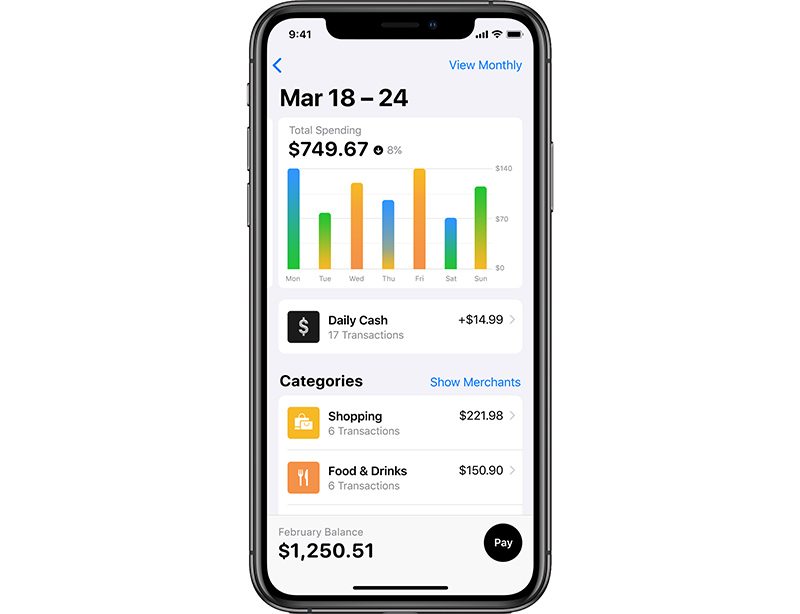 9:41
View Monthly
Mar 18 – 24
Total Spending
$749.67 8%
$140
$70
$0
Mon Tue Wed Thu Fri Sat Sun
$
Daily Cash
+$14.99
17 Transactions
Categories
Show Merchants
Shopping
$221.98
6 Transactions
Food & Drinks
$150.90
6 Transactions
February Balance
$1,250.51
Pay